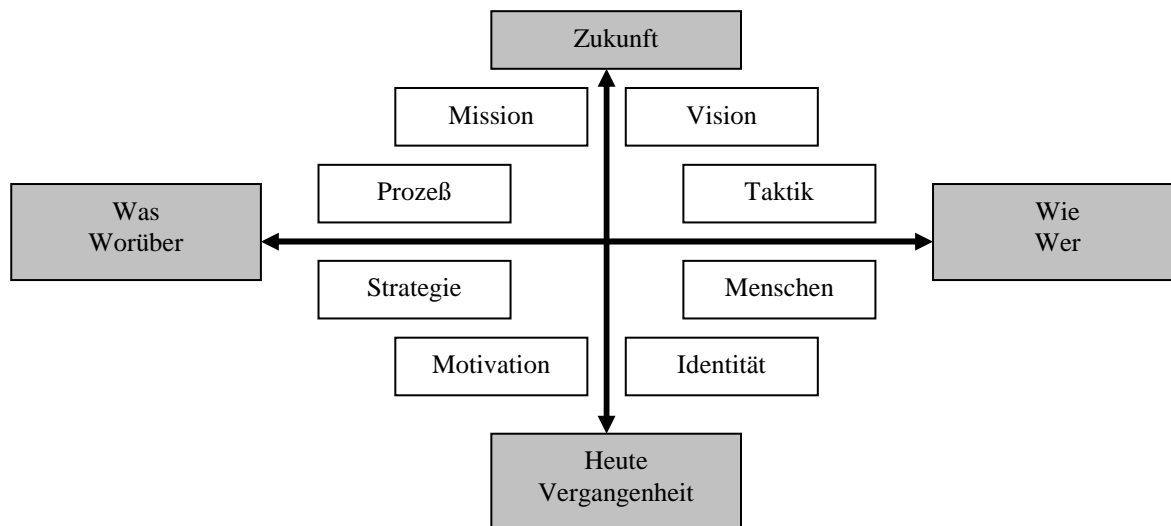 Zukunft
Mission
Vision
Prozeß
Taktik
Was
Worüber
Wie
Wer
Strategie
Menschen
Motivation
Identität
Heute
Vergangenheit